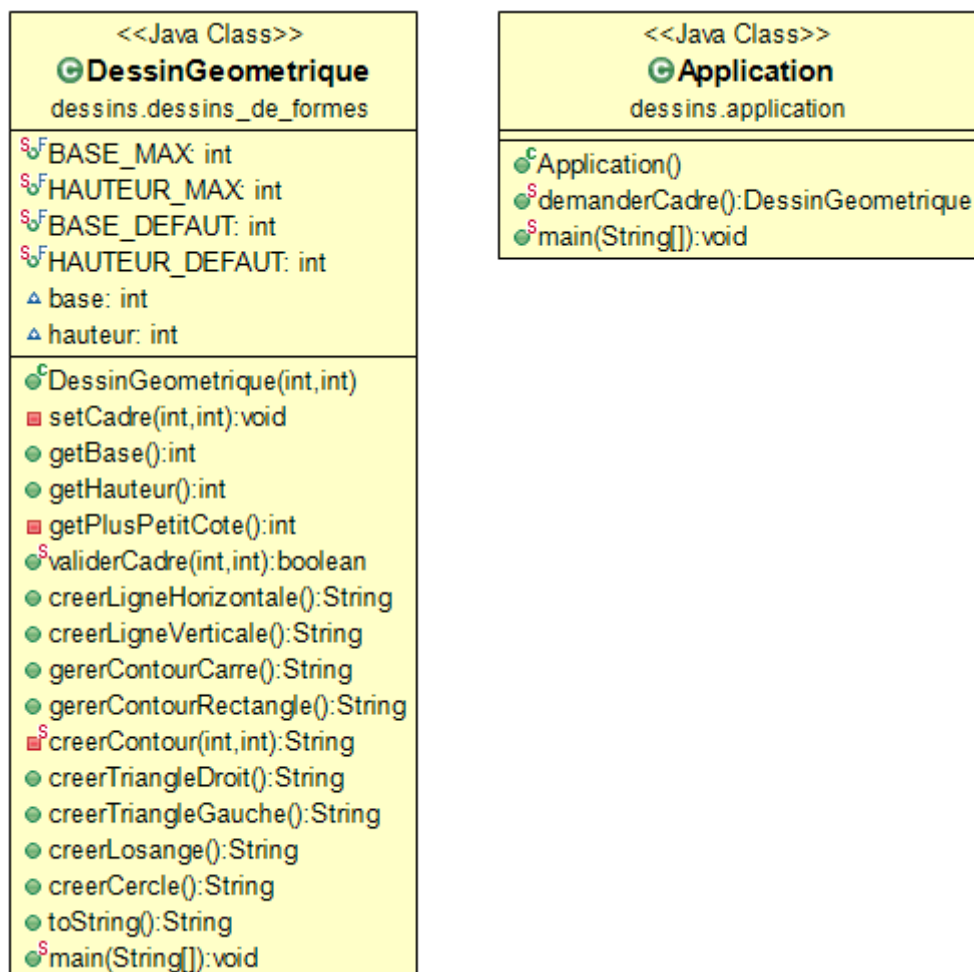 <<Java Class>>
DessinGeometrique
dessins.dessins_de_formes
BASE_MAX: int
HAUTEUR_MAX: int
BASE_DEFAUT: int
HAUTEUR_DEFAUT: int
base: int
hauteur: int
DessinGeometrique(int,int)
setCadre(int,int):void
getBase():int
getHauteur():int
getPlusPetitCote():int
validerCadre(int,int):boolean
creerLigneHorizontale():String
creerLigneVerticale():String
gererContourCarre():String
gererContourRectangle():String
creerContour(int,int):String
creerTriangleDroit():String
creerTriangleGauche():String
creerLosange():String
creerCercle():String
toString():String
main(String[]):void
<<Java Class>>
Application
dessins.application
Application()
demanderCadre():DessinGeometrique
main(String[]):void